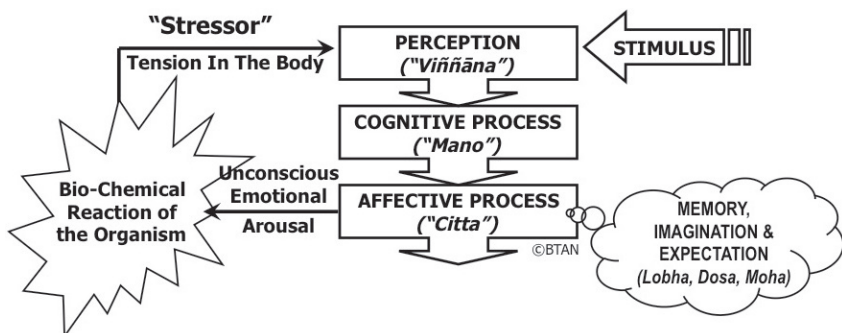 “Stressor”
Tension In The Body
PERCEPTION
(“Viññāna”)
STIMULUS
COGNITIVE PROCESS
(“Mano”)
Unconscious
Emotional
Arousal
Bio-Chemical
Reaction of
the Organism
AFFECTIVE PROCESS
(“Citta”)
©BTAN
MEMORY,
IMAGINATION &
EXPECTATION
(Lobha, Dosa, Moha)